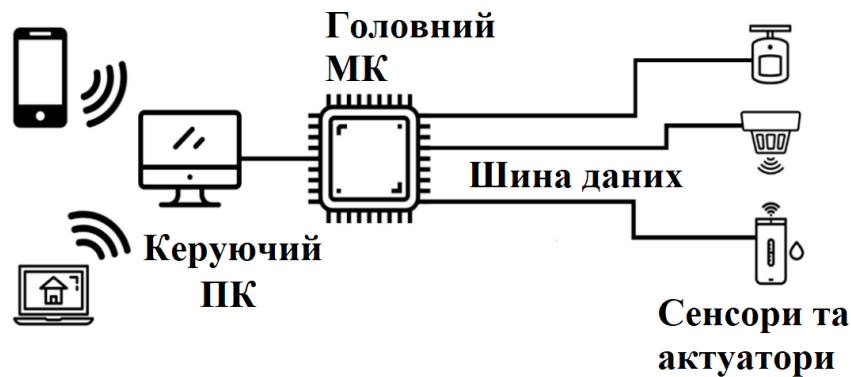 Головний
МК
Шина даних
Керуючий
ПК
Сенсори та
актуатори